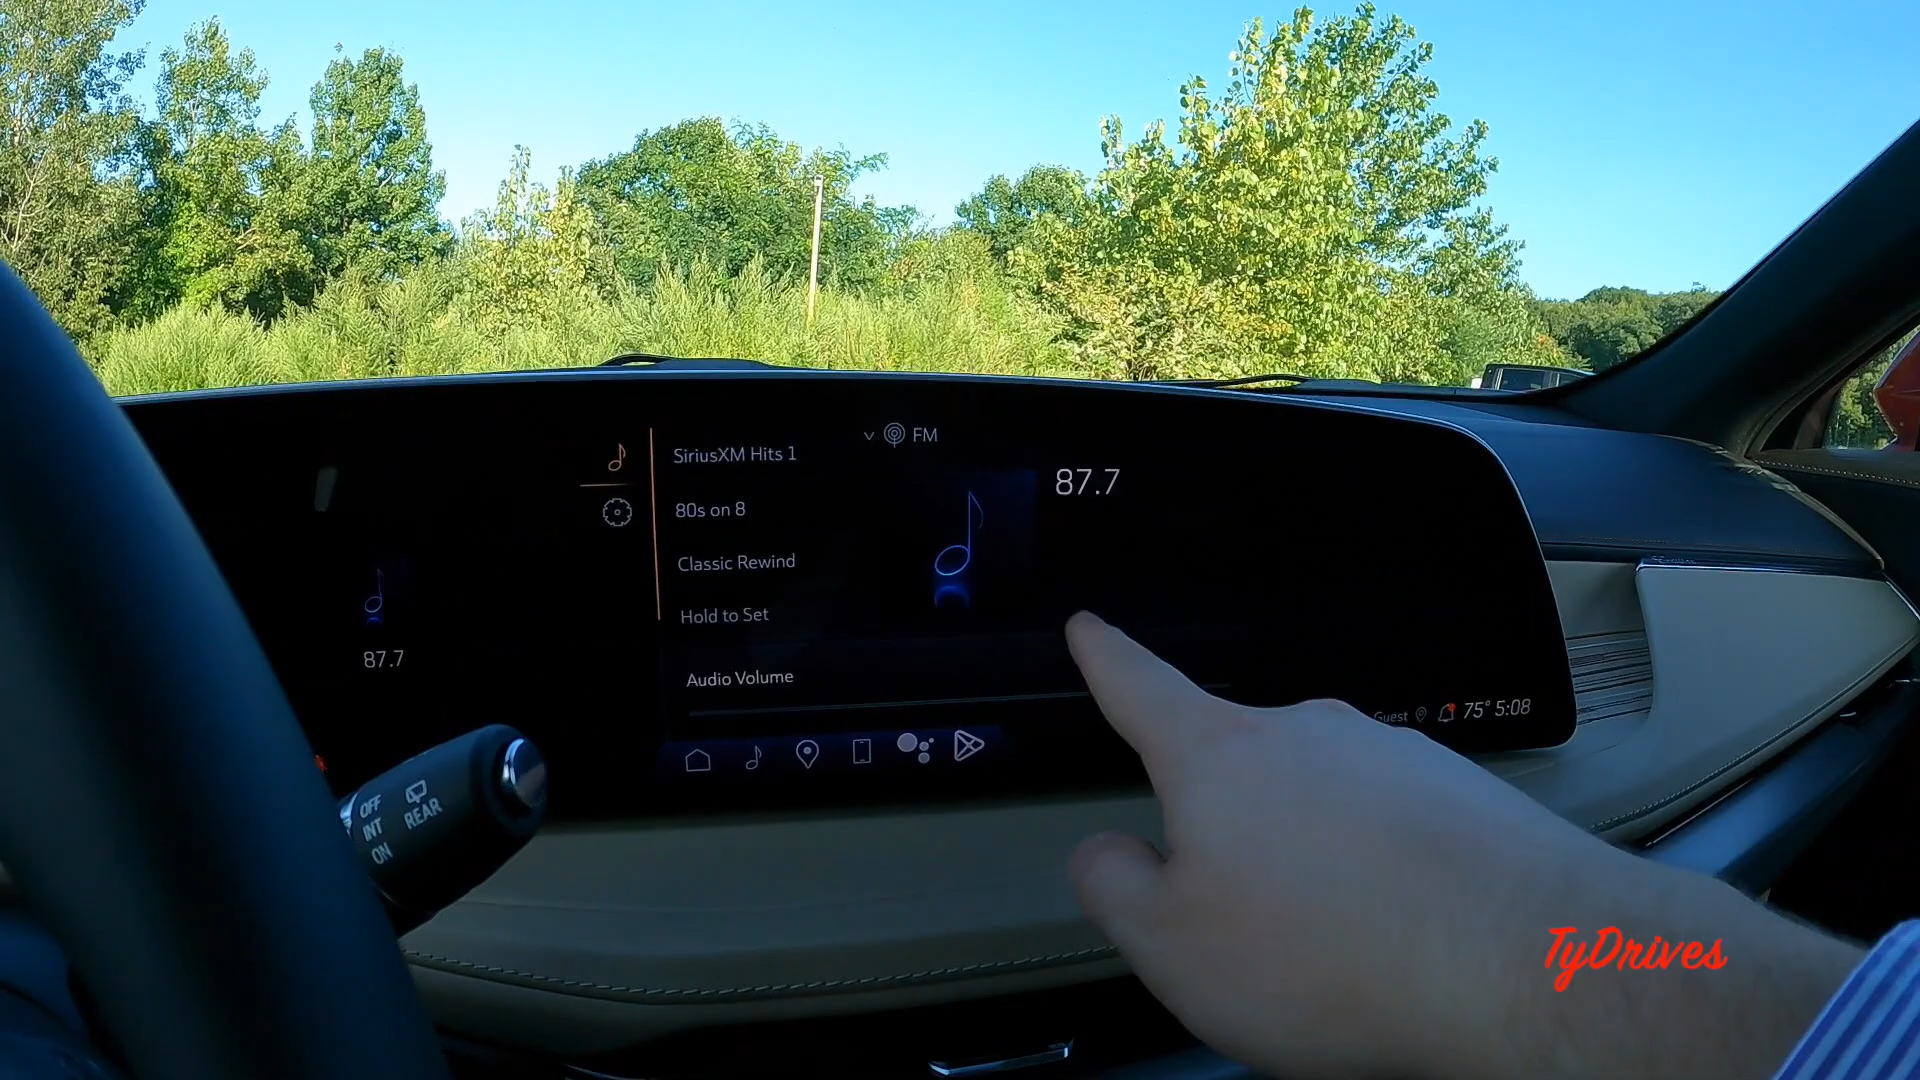 FM
SiriusXM Hits 1
87.7
80s on 8
Classic Rewind
Hold to Set
87.7
Audio Volume
Guest 75° 5:08
OFF
INT
ON
REAR
TyDrives